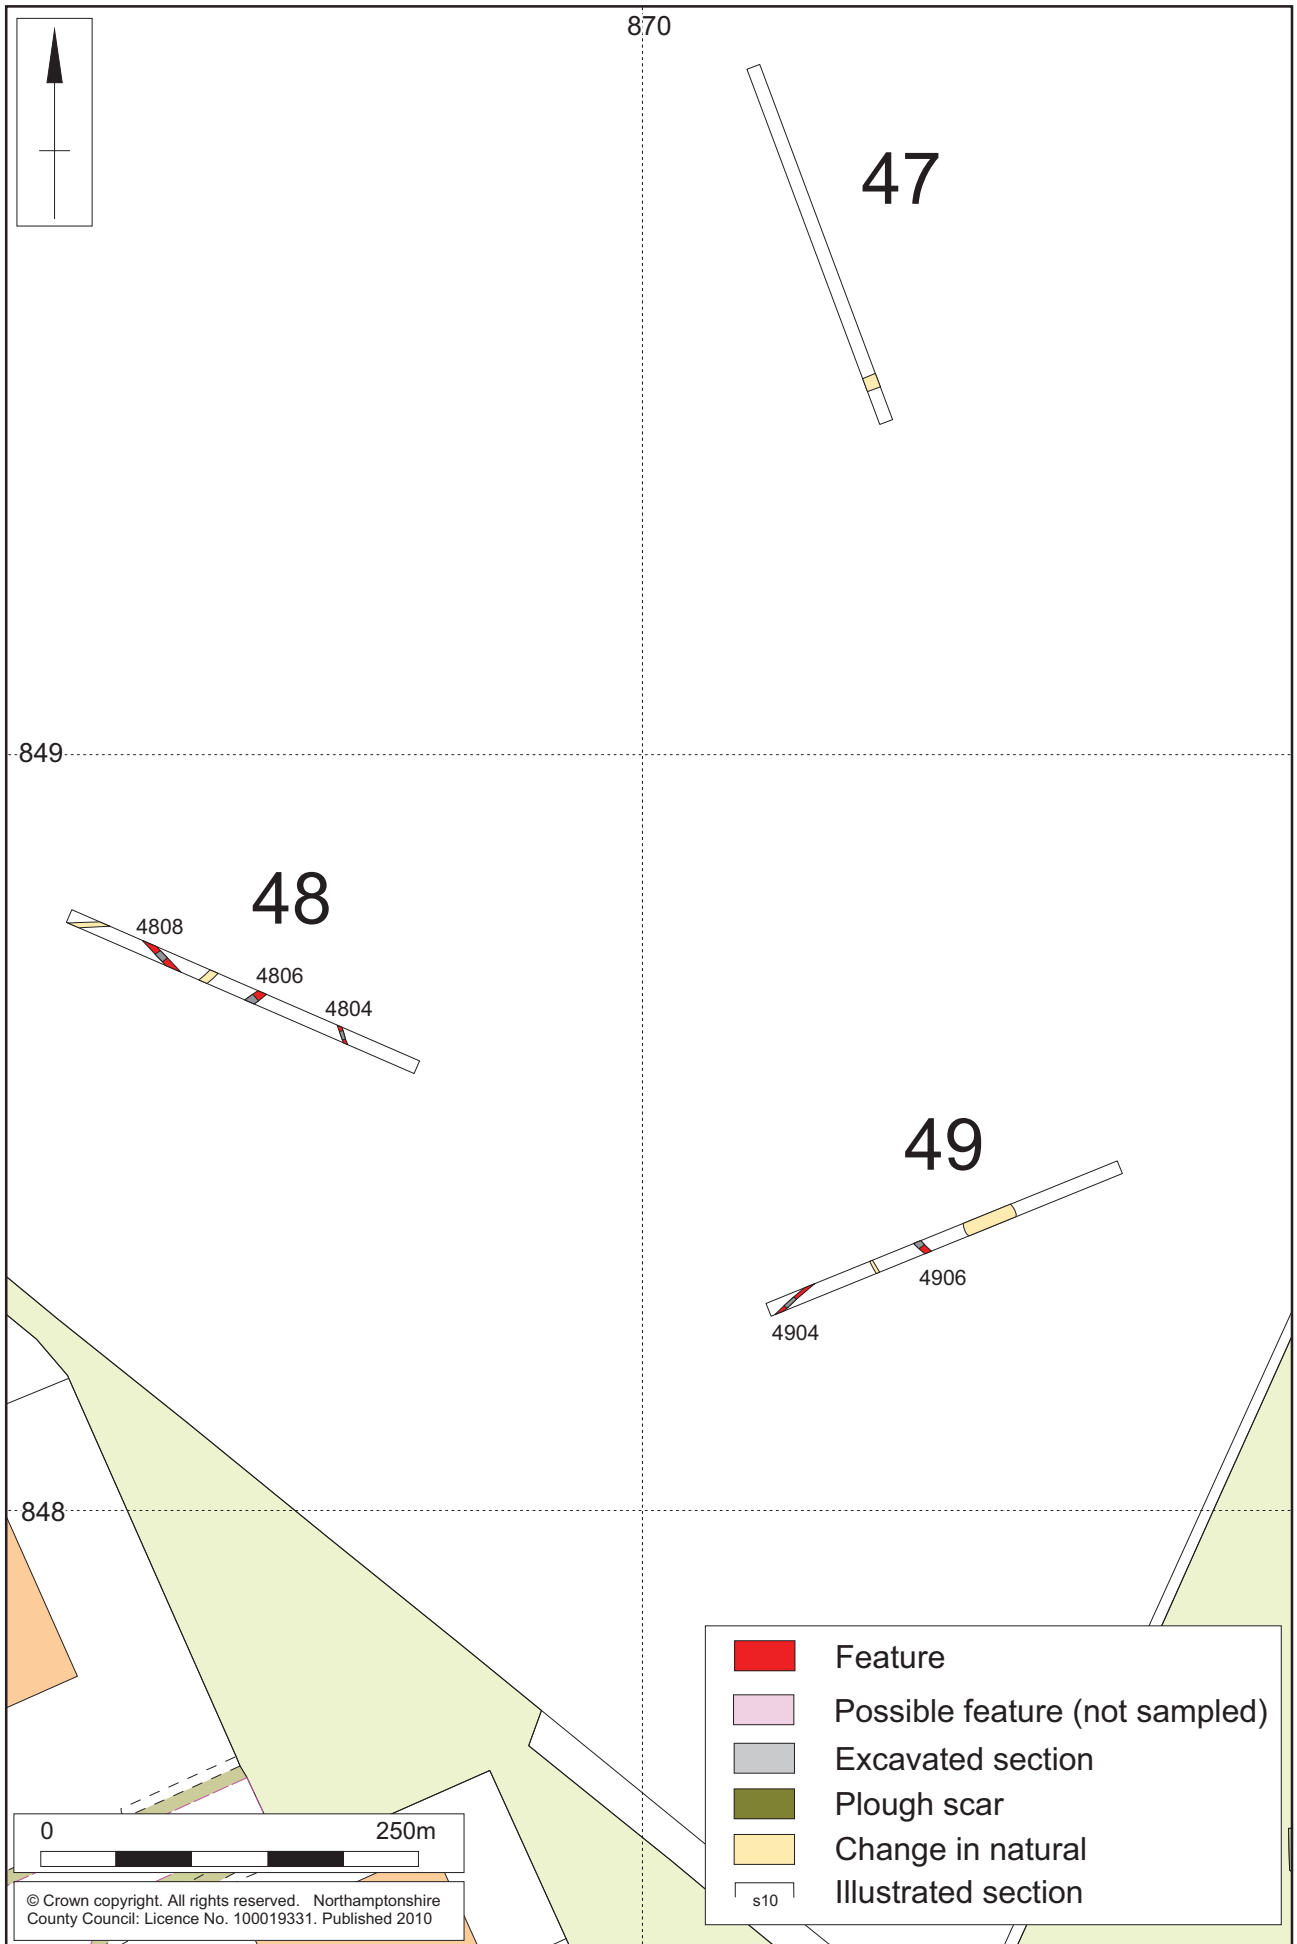 870
47
849
48
4808
4806
4804
49
4906
4904
848
Feature
Possible feature (not sampled)
Excavated section
Plough scar
Change in natural
s10 Illustrated section
0 250m
© Crown copyright. All rights reserved. Northamptonshire
County Council: Licence No. 100019331. Published 2010